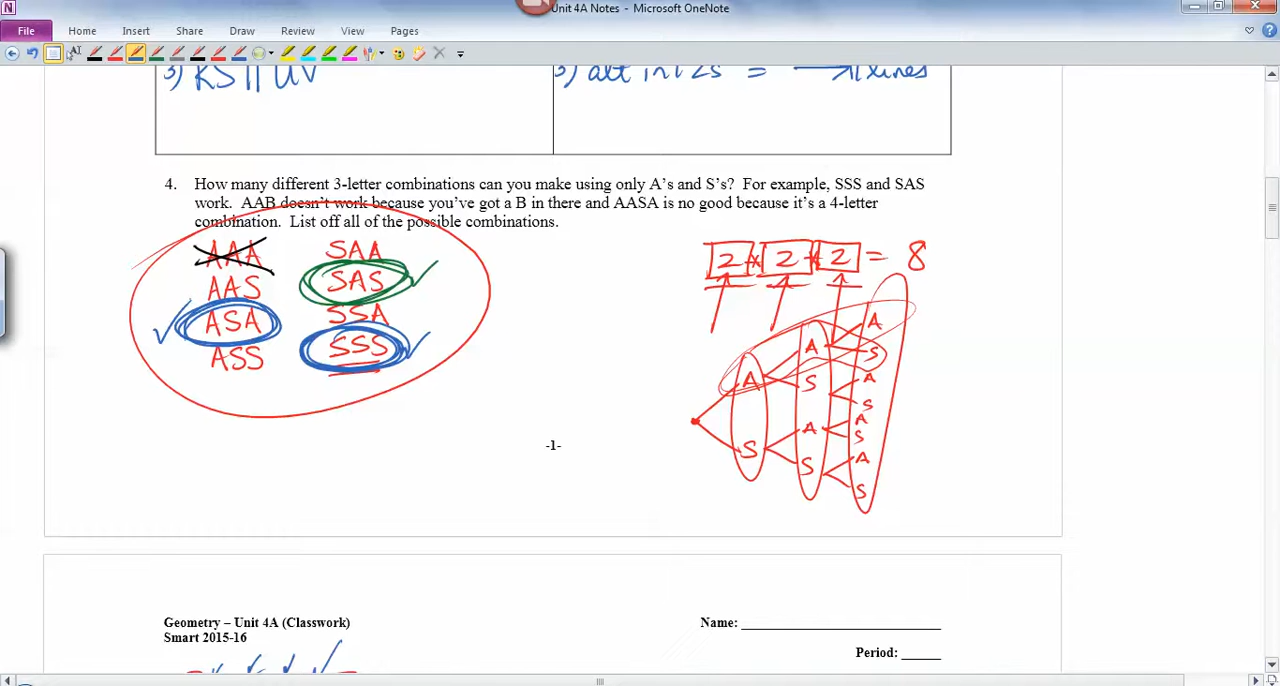 Unit 4A Notes - Microsoft OneNote
File Home Insert Share Draw Review View Pages
3) RS || UV
3) alt int ∠s = → || lines
4. How many different 3-letter combinations can you make using only A's and S's? For example, SSS and SAS
work. AAB doesn't work because you've got a B in there and AASA is no good because it's a 4-letter
combination. List off all of the possible combinations.
AAA SAA
AAS SAS
ASA SSA
ASS SSS
2 x 2 x 2 = 8
A
A S
A S A
S
A
A S
S S A
S
-1-
Geometry – Unit 4A (Classwork)
Smart 2015-16
Name:
Period: